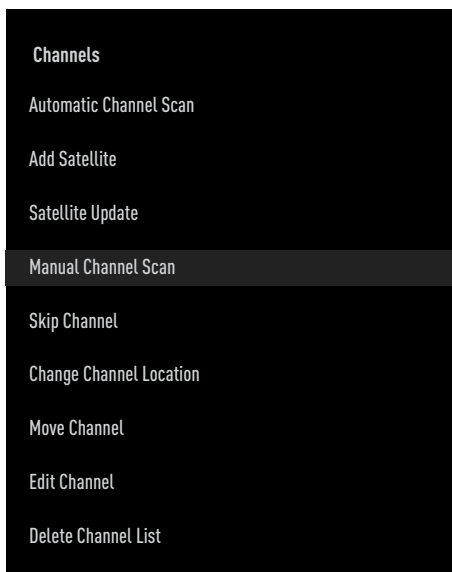 Channels
Automatic Channel Scan
Add Satellite
Satellite Update
Manual Channel Scan
Skip Channel
Change Channel Location
Move Channel
Edit Channel
Delete Channel List